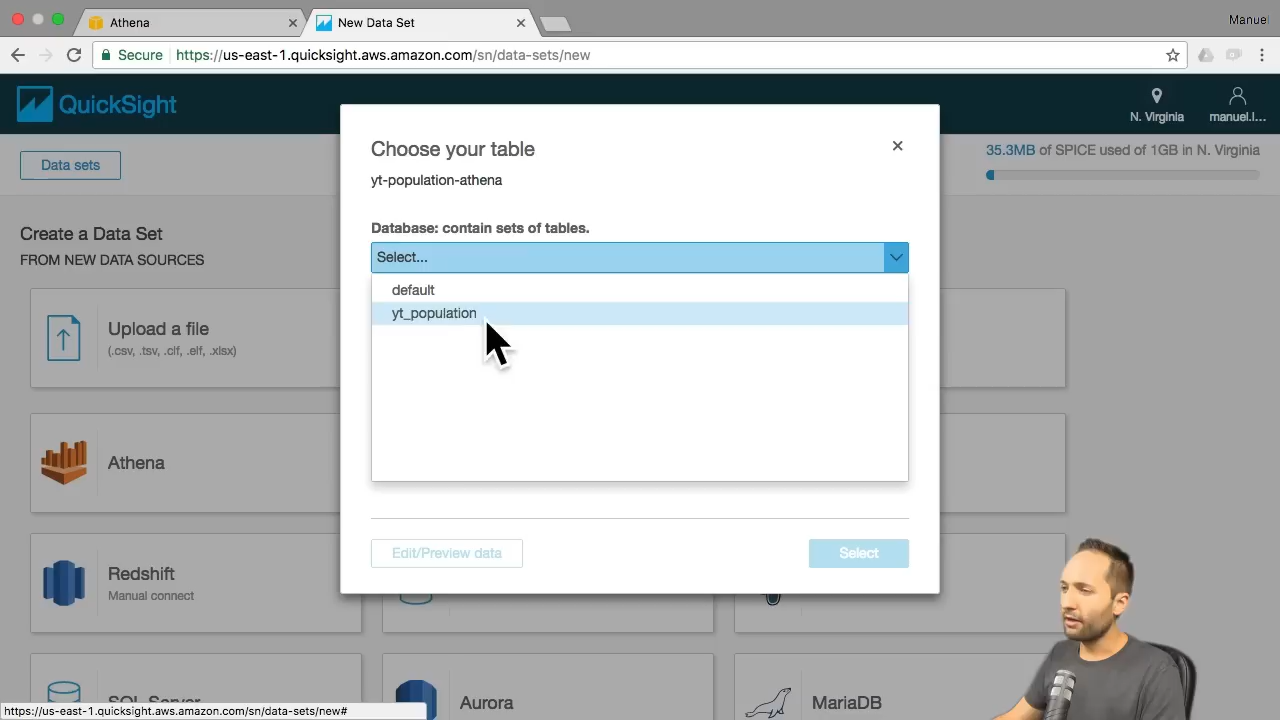 Athena
New Data Set
Manuel
Secure
https://us-east-1.quicksight.aws.amazon.com/sn/data-sets/new
QuickSight
N. Virginia
manuel.l...
Data sets
35.3MB of SPICE used of 1GB in N. Virginia
Choose your table
yt-population-athena
Create a Data Set
FROM NEW DATA SOURCES
Database: contain sets of tables.
Select...
default
yt_population
Upload a file
(.csv, .tsv, .clf, .elf, .xlsx)
Athena
Edit/Preview data
Select
Redshift
Manual connect
SQL Server
Aurora
MariaDB
https://us-east-1.quicksight.aws.amazon.com/sn/data-sets/new#